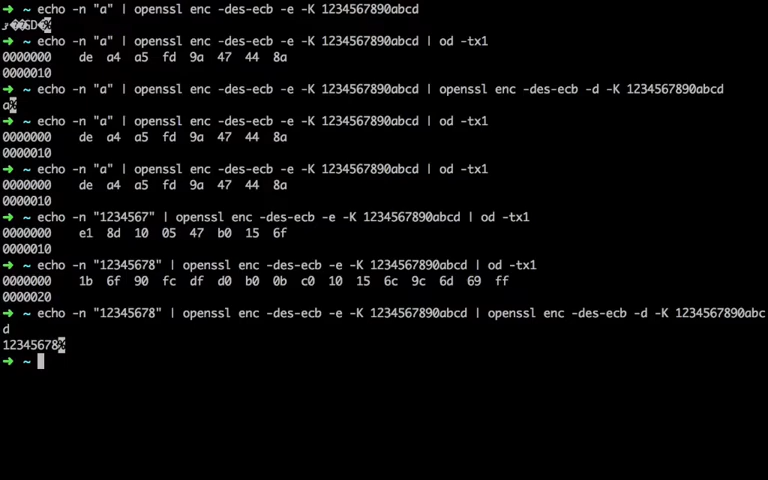 ➜ ~ echo -n "a" | openssl enc -des-ecb -e -K 1234567890abcd
SD %
➜ ~ echo -n "a" | openssl enc -des-ecb -e -K 1234567890abcd | od -tx1
0000000 de a4 a5 fd 9a 47 44 8a
0000010
➜ ~ echo -n "a" | openssl enc -des-ecb -e -K 1234567890abcd | openssl enc -des-ecb -d -K 1234567890abcd
a%
➜ ~ echo -n "a" | openssl enc -des-ecb -e -K 1234567890abcd | od -tx1
0000000 de a4 a5 fd 9a 47 44 8a
0000010
➜ ~ echo -n "a" | openssl enc -des-ecb -e -K 1234567890abcd | od -tx1
0000000 de a4 a5 fd 9a 47 44 8a
0000010
➜ ~ echo -n "1234567" | openssl enc -des-ecb -e -K 1234567890abcd | od -tx1
0000000 e1 8d 10 05 47 b0 15 6f
0000010
➜ ~ echo -n "12345678" | openssl enc -des-ecb -e -K 1234567890abcd | od -tx1
0000000 1b 6f 90 fc df d0 b0 0b c0 10 15 6c 9c 6d 69 ff
0000020
➜ ~ echo -n "12345678" | openssl enc -des-ecb -e -K 1234567890abcd | openssl enc -des-ecb -d -K 1234567890abc
d
12345678%
➜ ~